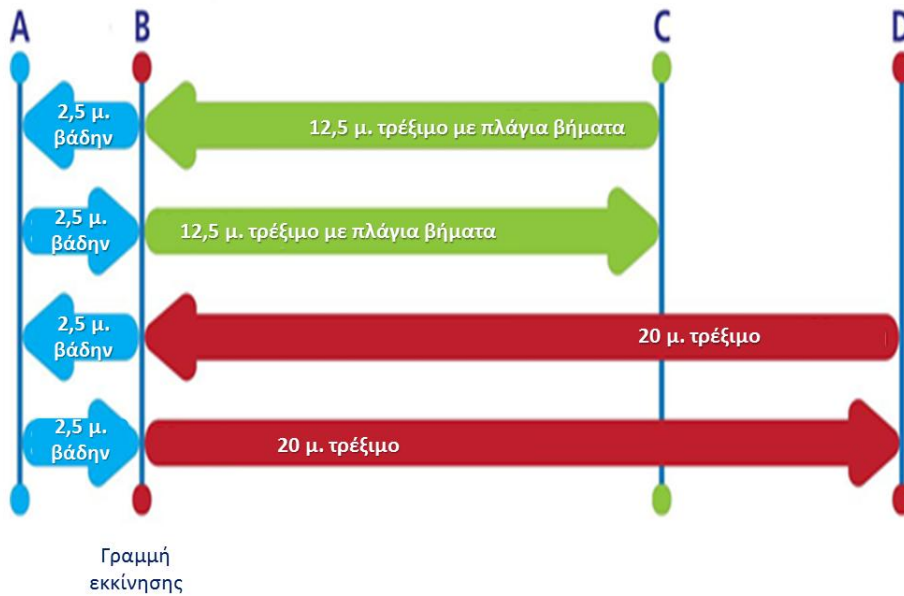 A B C D
2,5 μ.
βάδην
12,5 μ. τρέξιμο με πλάγια βήματα
2,5 μ.
βάδην
12,5 μ. τρέξιμο με πλάγια βήματα
2,5 μ.
βάδην
20 μ. τρέξιμο
2,5 μ.
βάδην
20 μ. τρέξιμο
Γραμμή
εκκίνησης